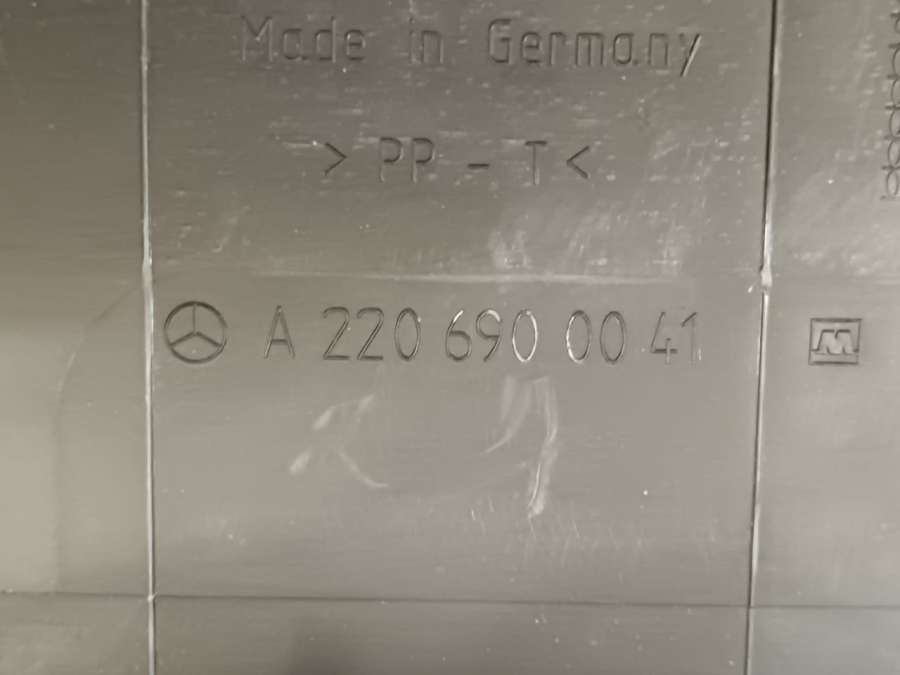 Made in Germany
> PP - T <
A 220 690 00 41